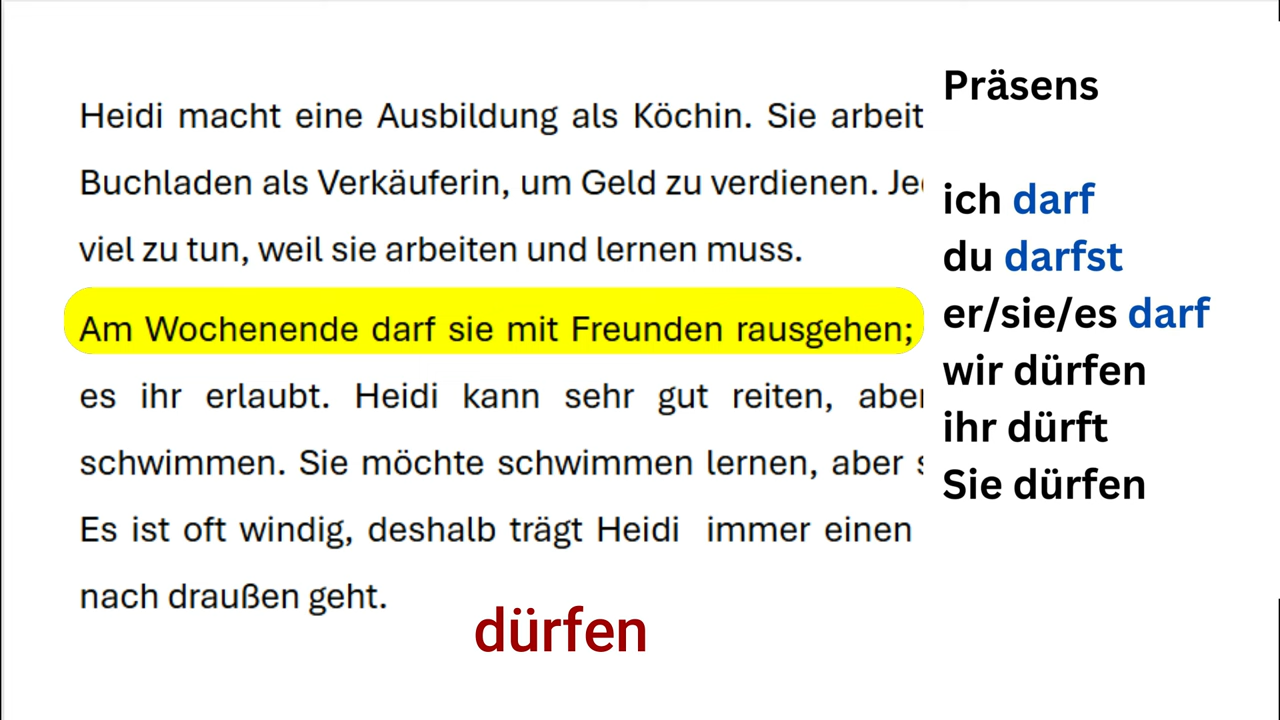 Heidi macht eine Ausbildung als Köchin. Sie arbeit
Buchladen als Verkäuferin, um Geld zu verdienen.
viel zu tun, weil sie arbeiten und lernen muss.
Am Wochenende darf sie mit Freunden rausgehen;
es ihr erlaubt. Heidi kann sehr gut reiten,
schwimmen. Sie möchte schwimmen lernen, aber
Es ist oft windig, deshalb trägt Heidi immer einen
nach draußen geht.
dürfen
Präsens
ich darf
du darfst
er/sie/es darf
wir dürfen
ihr dürft
Sie dürfen